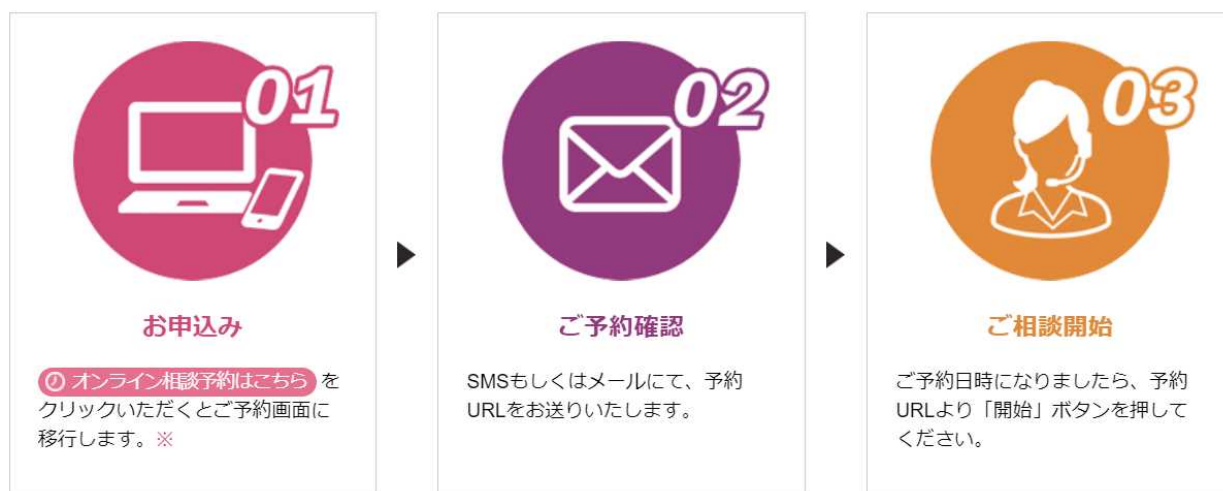 01
お申込み
オンライン相談予約はこちら を
クリックいただくとご予約画面に
移行します。※
02
ご予約確認
SMSもしくはメールにて、予約
URLをお送りいたします。
03
ご相談開始
ご予約日時になりましたら、予約
URLより「開始」ボタンを押して
ください。